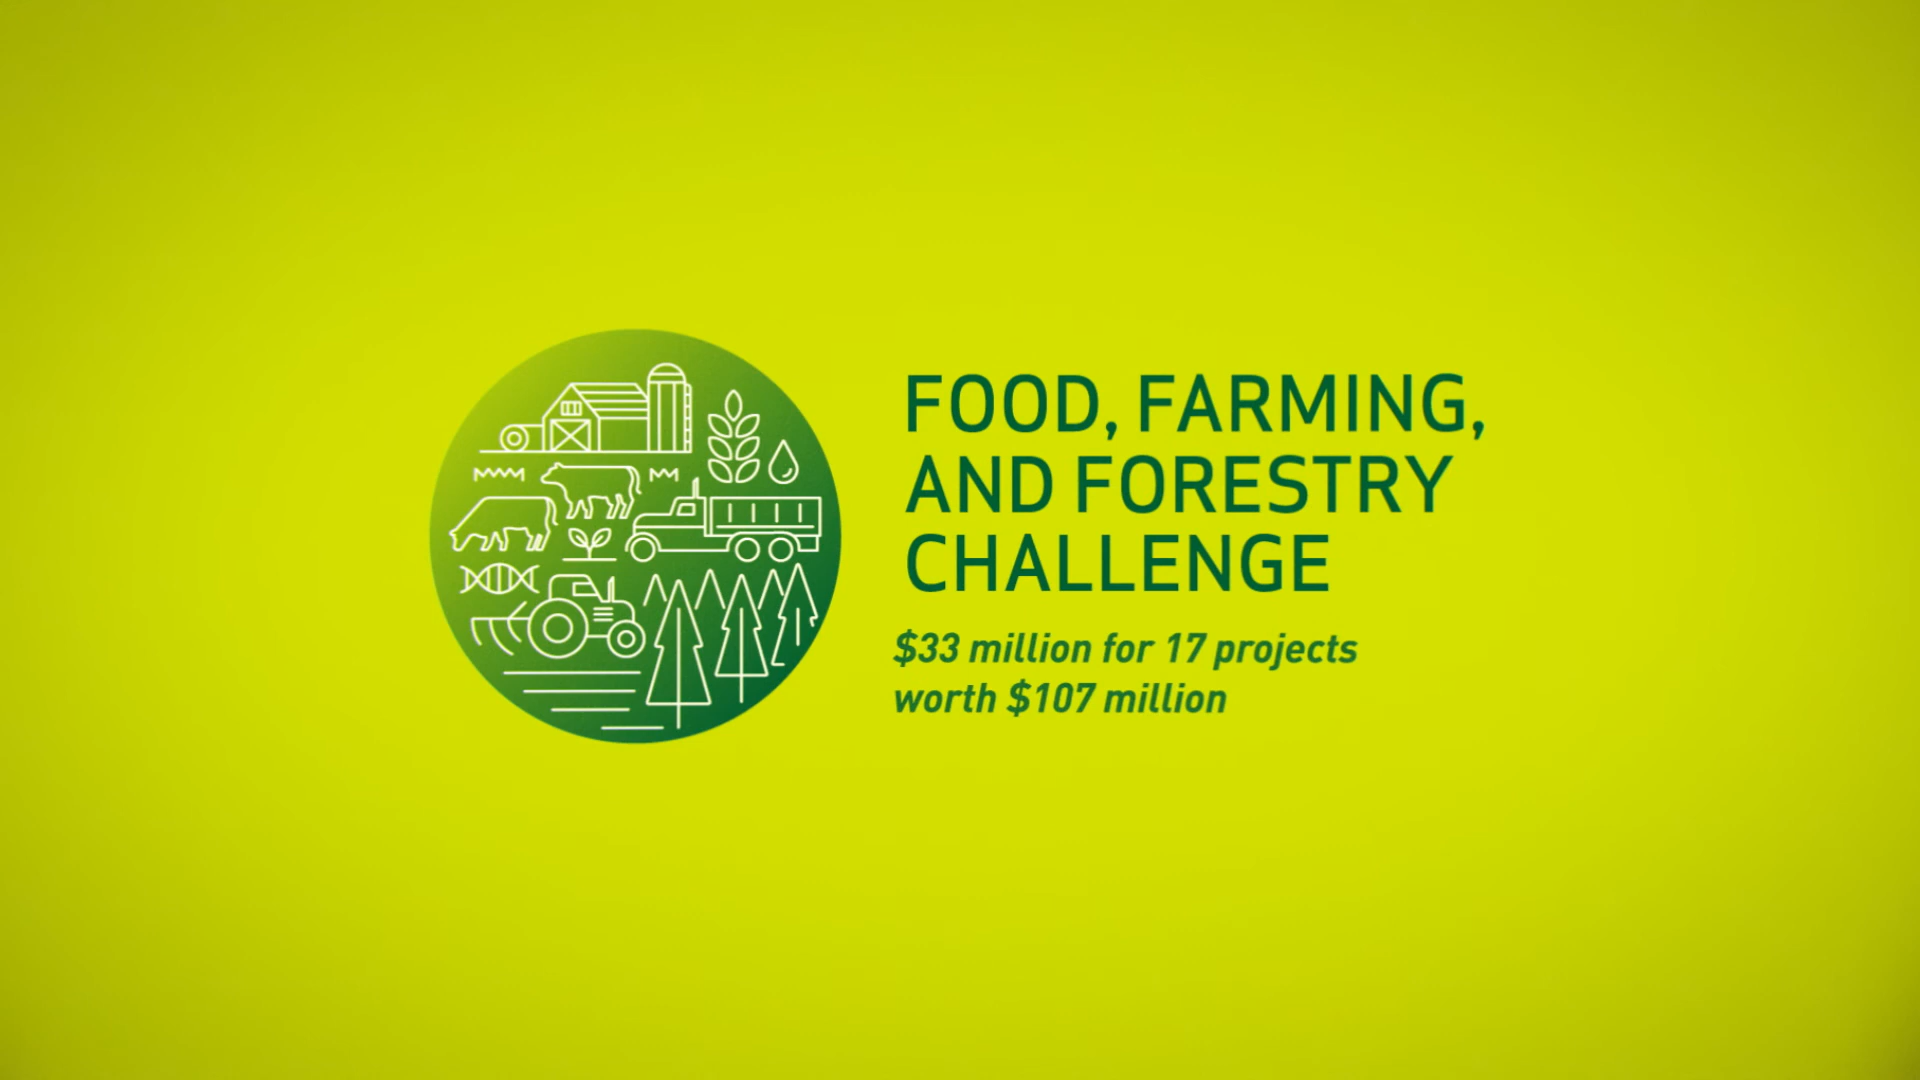 FOOD, FARMING,
AND FORESTRY
CHALLENGE
$33 million for 17 projects
worth $107 million